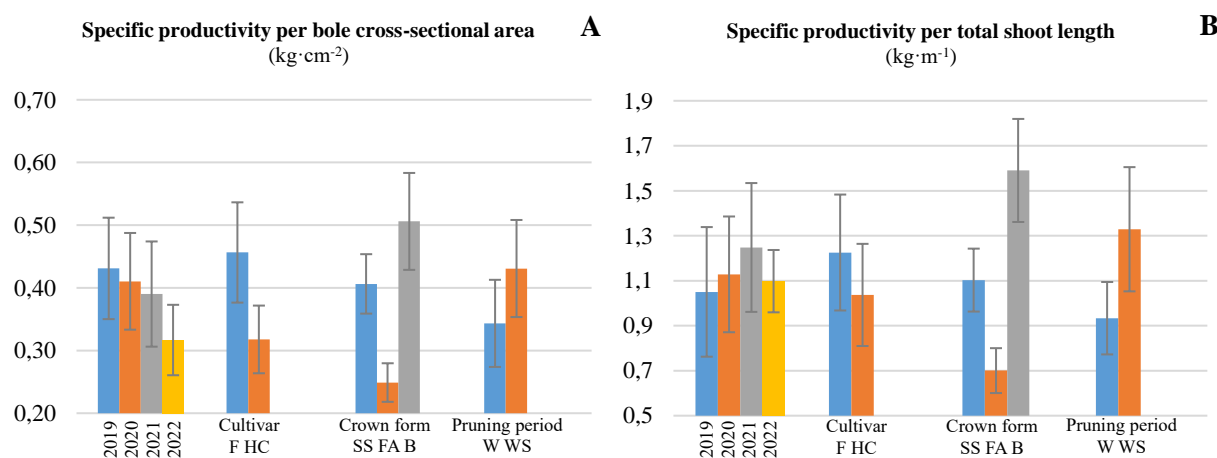 Specific productivity per bole cross-sectional area
(kg·cm-2)
A
0,70
0,60
0,50
0,40
0,30
0,20
2019
2020
2021
2022
Cultivar
F HC
Crown form
SS FA B
Pruning period
W WS
Specific productivity per total shoot length
(kg·m-1)
B
1,9
1,7
1,5
1,3
1,1
0,9
0,7
0,5
2019
2020
2021
2022
Cultivar
F HC
Crown form
SS FA B
Pruning period
W WS